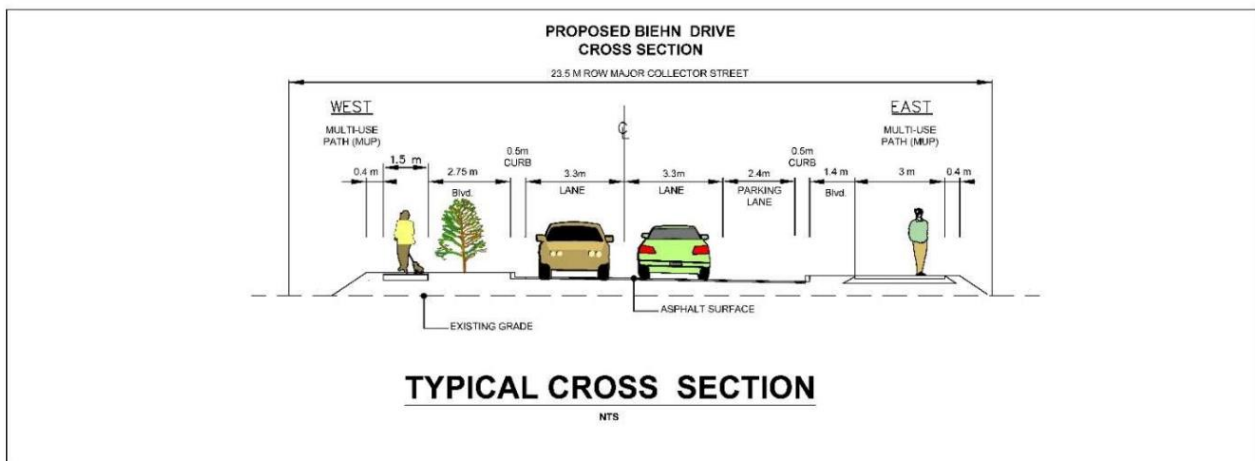 PROPOSED BIEHN DRIVE
CROSS SECTION
23.5 M ROW MAJOR COLLECTOR STREET
WEST
EAST
MULTI-USE
PATH (MUP)
MULTI-USE
PATH (MUP)
℄
0.4 m
1.5 m
2.75 m
Blvd.
0.5m
CURB
3.3m
LANE
3.3m
LANE
2.4m
PARKING
LANE
0.5m
CURB
1.4 m
Blvd.
3 m
0.4 m
ASPHALT SURFACE
EXISTING GRADE
TYPICAL CROSS SECTION
NTS